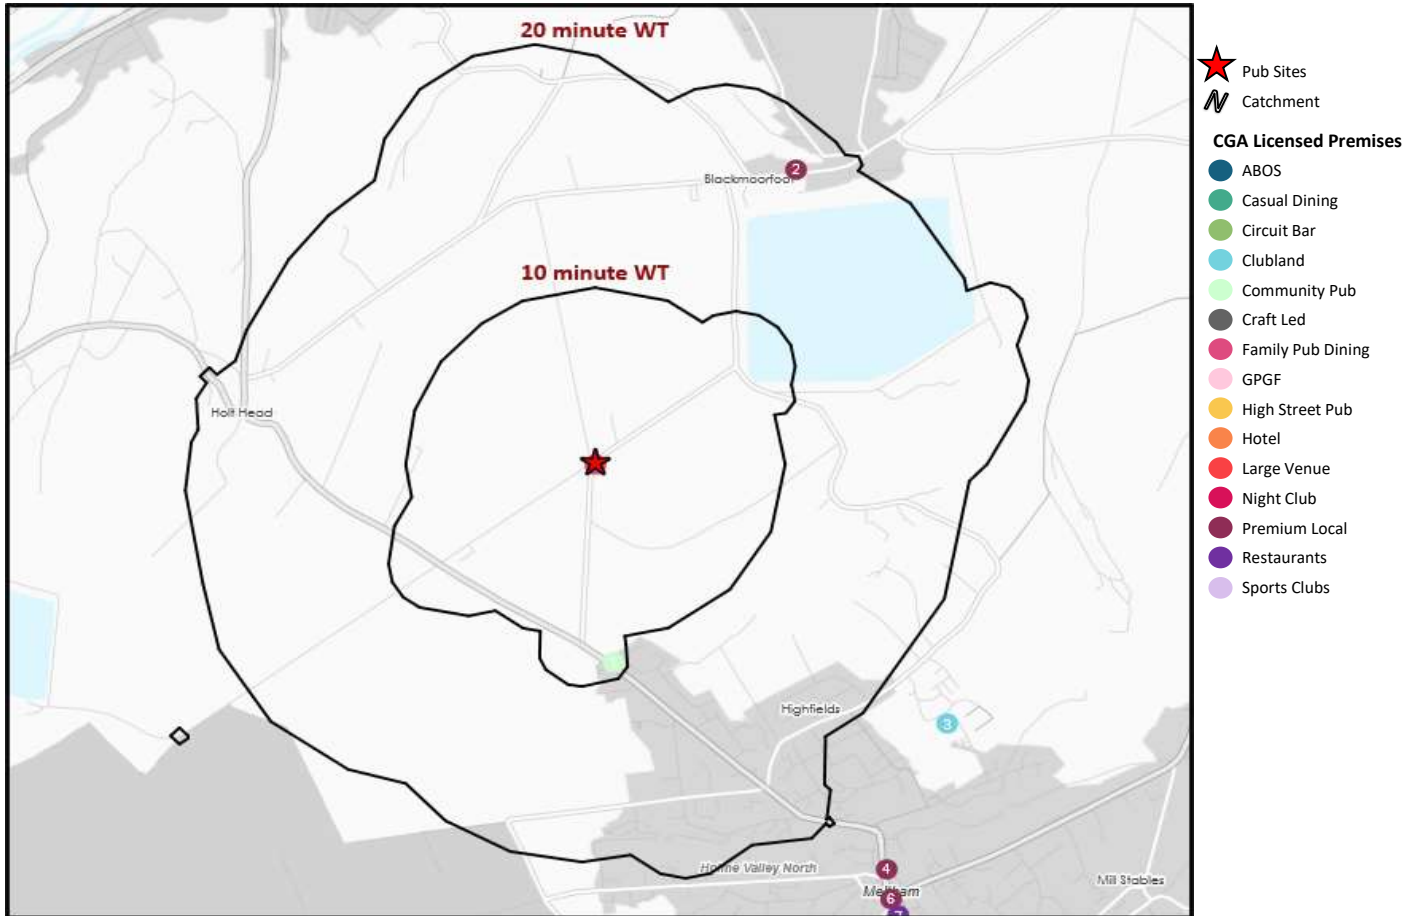 20 minute WT
2
Blackmoorfoot
10 minute WT
Holt Head
Highfields
3
Holme Valley North
4
Meltham
6
7
Mill Stables
Pub Sites
Catchment
CGA Licensed Premises
ABOS
Casual Dining
Circuit Bar
Clubland
Community Pub
Craft Led
Family Pub Dining
GPGF
High Street Pub
Hotel
Large Venue
Night Club
Premium Local
Restaurants
Sports Clubs